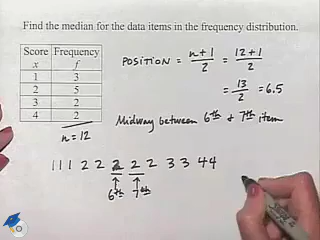 Find the median for the data items in the frequency distribution.
Score Frequency
x f
1 3
2 5
3 2
4 2
n = 12
POSITION = n+1/2 = 12+1/2
= 13/2 = 6.5
Midway between 6th & 7th item
1 1 1 2 2 2 2 2 3 3 4 4
6th 7th